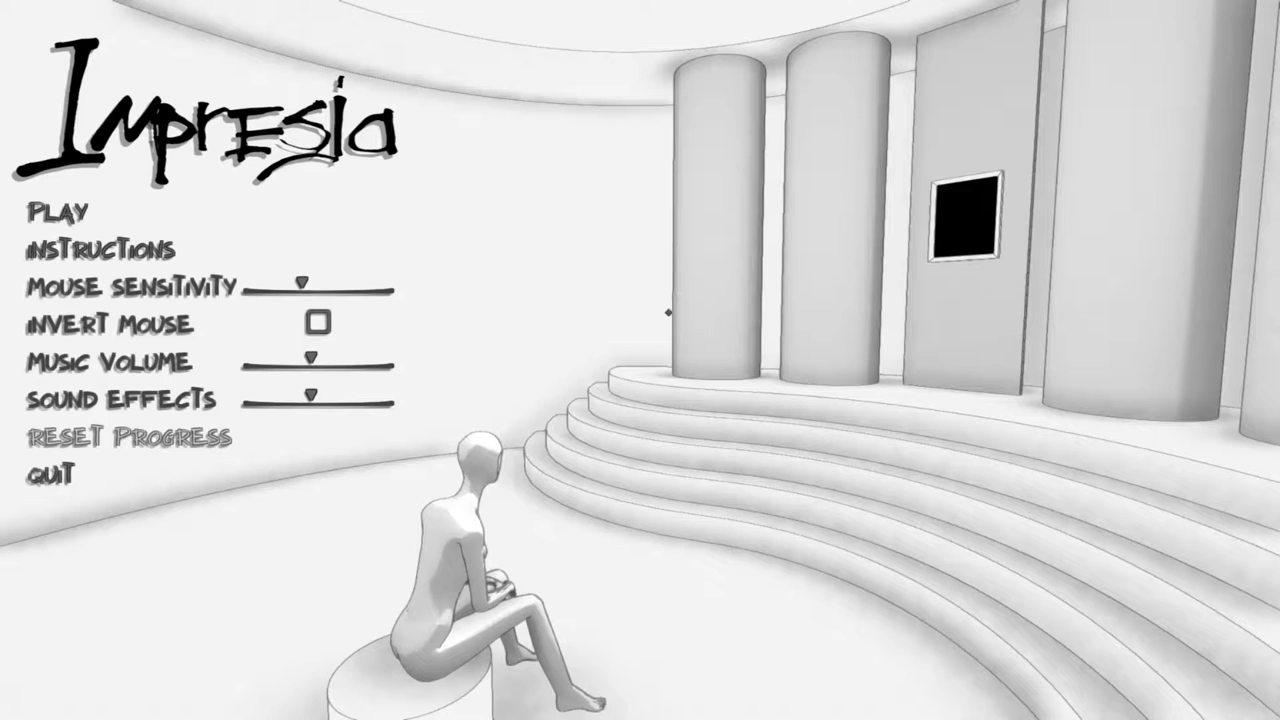 Impresia
Play
instructions
Mouse sensitivity
invert Mouse
Music Volume
sound effects
reset Progress
quit